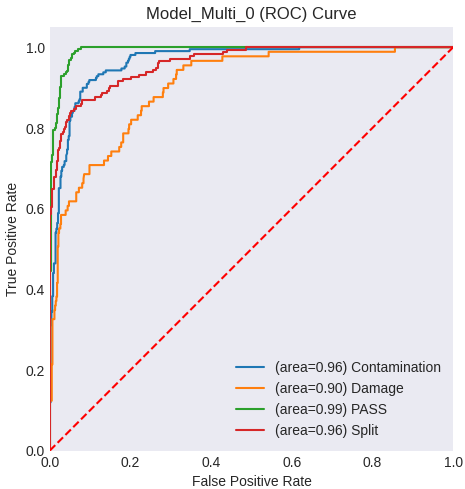 Model_Multi_0 (ROC) Curve
True Positive Rate
1.0
0.8
0.6
0.4
0.2
0.0
(area=0.96) Contamination
(area=0.90) Damage
(area=0.99) PASS
(area=0.96) Split
0.0 0.2 0.4 0.6 0.8 1.0
False Positive Rate